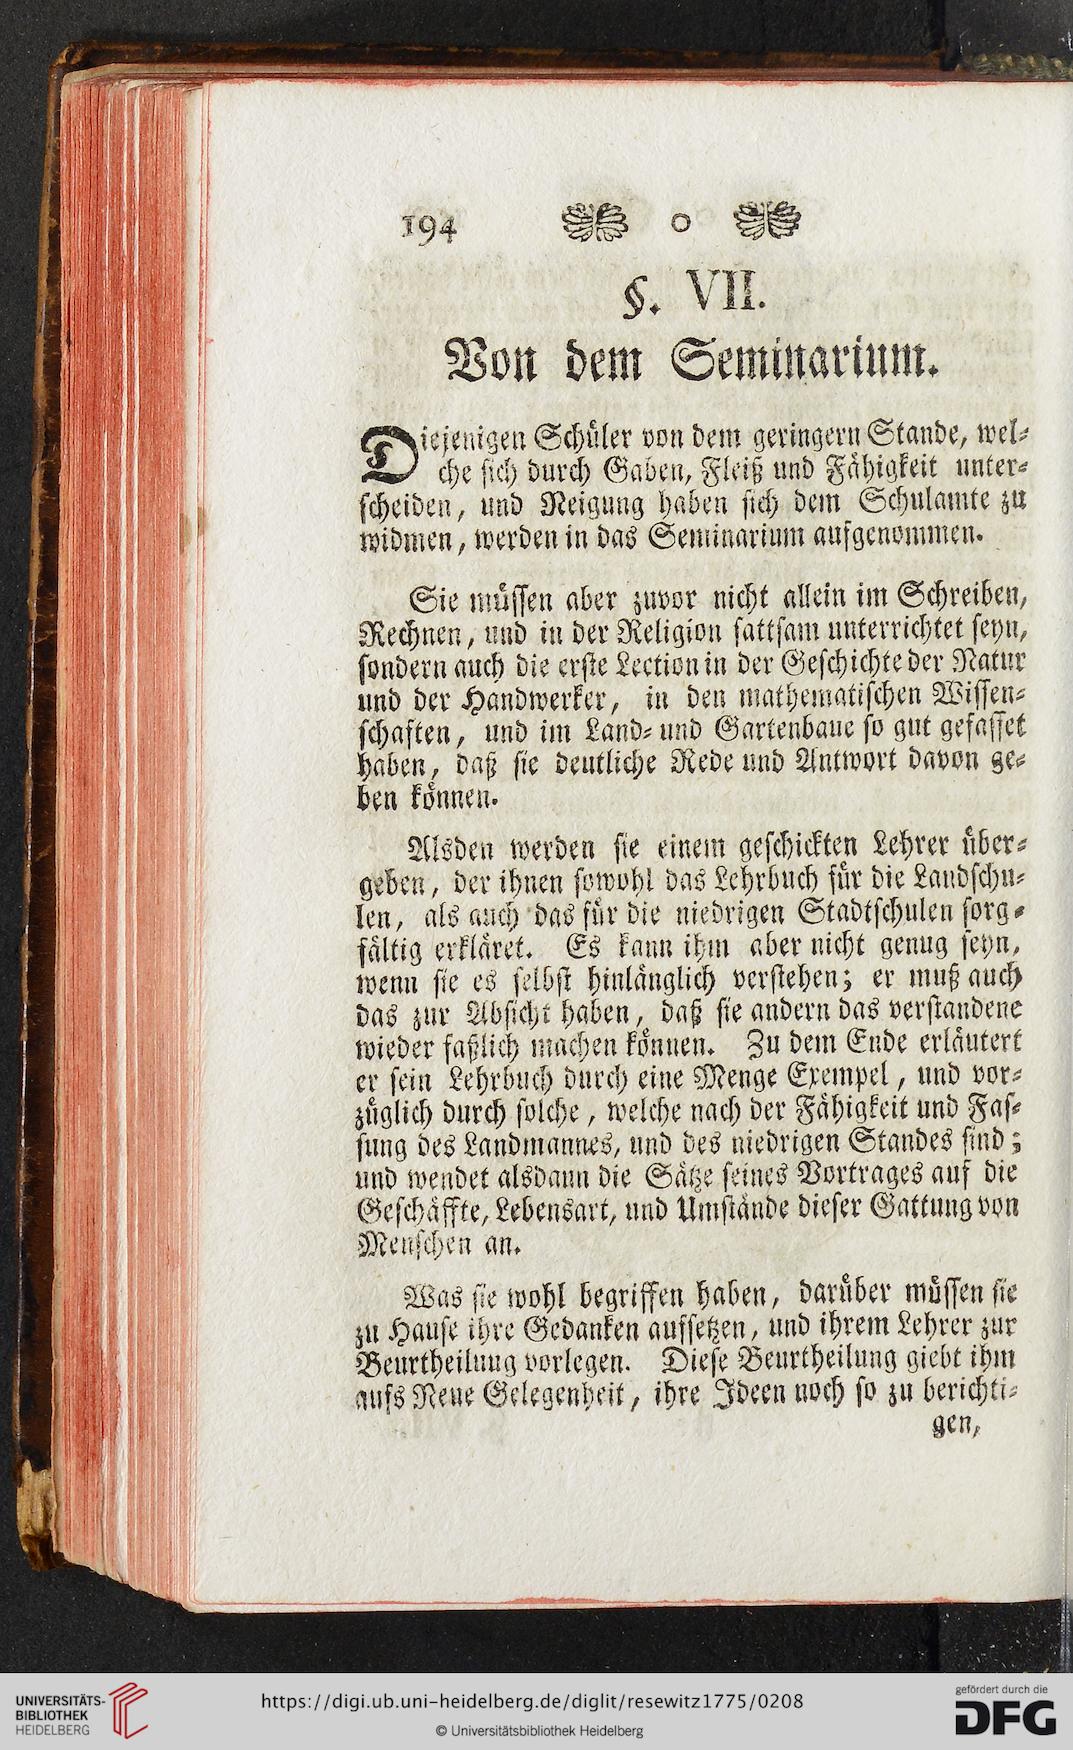 194 o
§. VII.
Von dem Seminarium.
Diejenigen Schüler von dem geringern Stande, wel-
che sich durch Gaben, Fleiß und Fähigkeit unter-
scheiden, und Neigung haben sich dem Schulamte zu
widmen, werden in das Seminarium aufgenommen.
Sie müssen aber zuvor nicht allein im Schreiben,
Rechnen, und in der Religion sattsam unterrichtet seyn,
sondern auch die erste Lection in der Geschichte der Natur
und der Handwerker, in den mathematischen Wissen-
schaften, und im Land- und Gartenbaue so gut gefasset
haben, daß sie deutliche Rede und Antwort davon ge-
ben können.
Alsden werden sie einem geschickten Lehrer über-
geben, der ihnen sowohl das Lehrbuch für die Landschu-
len, als auch das für die niedrigen Stadtschulen sorg-
fältig erkläret. Es kann ihm aber nicht genug seyn,
wenn sie es selbst hinlänglich verstehen; er muß auch
das zur Absicht haben, daß sie andern das verstandene
wieder faßlich machen können. Zu dem Ende erläutert
er sein Lehrbuch durch eine Menge Exempel, und vor-
züglich durch solche, welche nach der Fähigkeit und Fas-
sung des Landmannes, und des niedrigen Standes sind;
und wendet alsdann die Sätze seines Vortrages auf die
Geschäffte, Lebensart, und Umstände dieser Gattung von
Menschen an.
Was sie wohl begriffen haben, darüber müssen sie
zu Hause ihre Gedanken aufsetzen, und ihrem Lehrer zur
Beurtheilung vorlegen. Diese Beurtheilung giebt ihm
aufs Neue Gelegenheit, ihre Ideen noch so zu berichti-
gen,
UNIVERSITÄTS-
BIBLIOTHEK
HEIDELBERG
https://digi.ub.uni-heidelberg.de/diglit/resewitz1775/0208
© Universitätsbibliothek Heidelberg
gefördert durch die
DFG